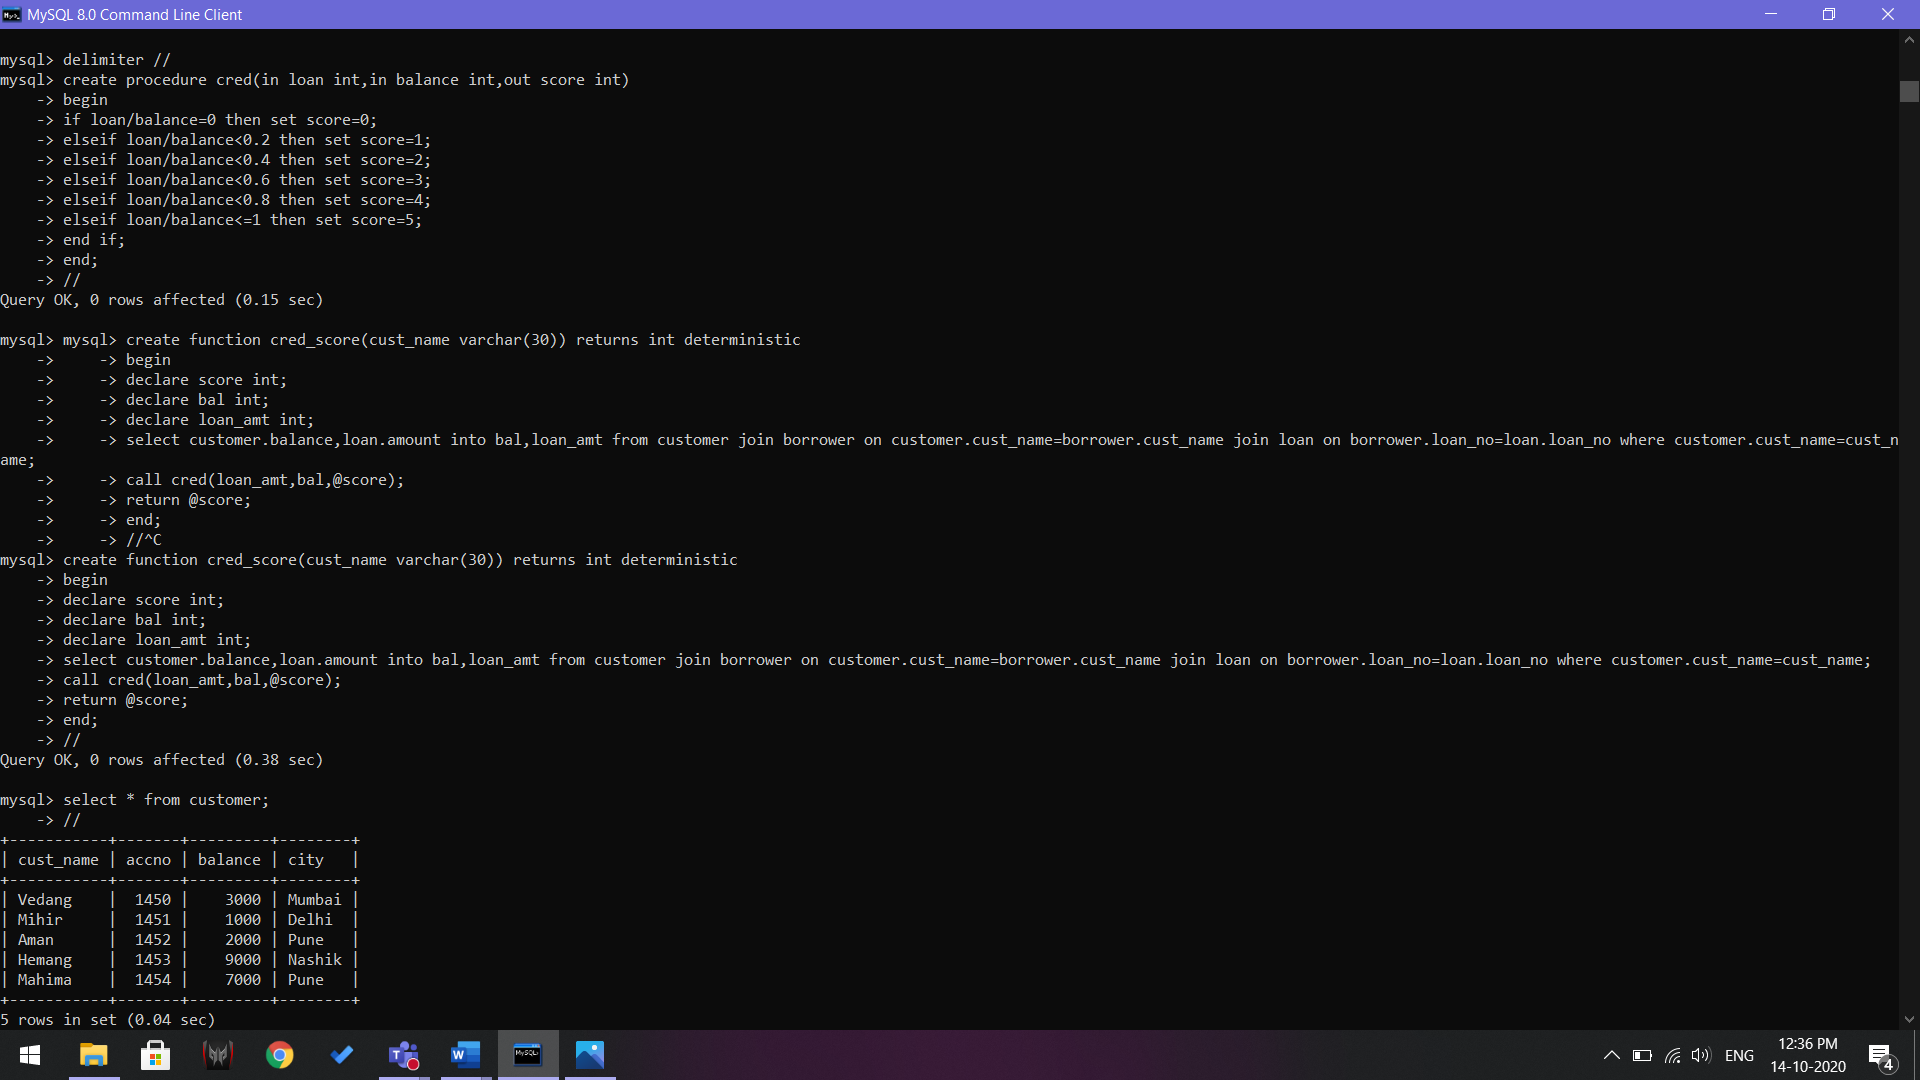 MySQL 8.0 Command Line Client
mysql> delimiter //
mysql> create procedure cred(in loan int,in balance int,out score int)
    -> begin
    -> if loan/balance=0 then set score=0;
    -> elseif loan/balance<0.2 then set score=1;
    -> elseif loan/balance<0.4 then set score=2;
    -> elseif loan/balance<0.6 then set score=3;
    -> elseif loan/balance<0.8 then set score=4;
    -> elseif loan/balance<=1 then set score=5;
    -> end if;
    -> end;
    -> //
Query OK, 0 rows affected (0.15 sec)
mysql> mysql> create function cred_score(cust_name varchar(30)) returns int deterministic
    ->     -> begin
    ->     -> declare score int;
    ->     -> declare bal int;
    ->     -> declare loan_amt int;
    ->     -> select customer.balance,loan.amount into bal,loan_amt from customer join borrower on customer.cust_name=borrower.cust_name join loan on borrower.loan_no=loan.loan_no where customer.cust_name=cust_n
ame;
    ->     -> call cred(loan_amt,bal,@score);
    ->     -> return @score;
    ->     -> end;
    ->     -> //^C
mysql> create function cred_score(cust_name varchar(30)) returns int deterministic
    -> begin
    -> declare score int;
    -> declare bal int;
    -> declare loan_amt int;
    -> select customer.balance,loan.amount into bal,loan_amt from customer join borrower on customer.cust_name=borrower.cust_name join loan on borrower.loan_no=loan.loan_no where customer.cust_name=cust_name;
    -> call cred(loan_amt,bal,@score);
    -> return @score;
    -> end;
    -> //
Query OK, 0 rows affected (0.38 sec)
mysql> select * from customer;
    -> //
+-----------+-------+---------+--------+
| cust_name | accno | balance | city   |
+-----------+-------+---------+--------+
| Vedang    |  1450 |    3000 | Mumbai |
| Mihir     |  1451 |    1000 | Delhi  |
| Aman      |  1452 |    2000 | Pune   |
| Hemang    |  1453 |    9000 | Nashik |
| Mahima    |  1454 |    7000 | Pune   |
+-----------+-------+---------+--------+
5 rows in set (0.04 sec)
ENG
12:36 PM
14-10-2020
4